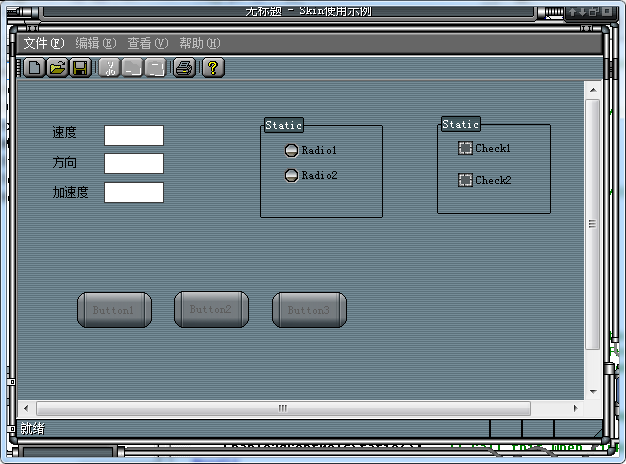 无标题 - Skin使用示例
文件(F) 编辑(E) 查看(V) 帮助(H)
速度
方向
加速度
Static
Radio1
Radio2
Static
Check1
Check2
Button1 Button2 Button3
就绪